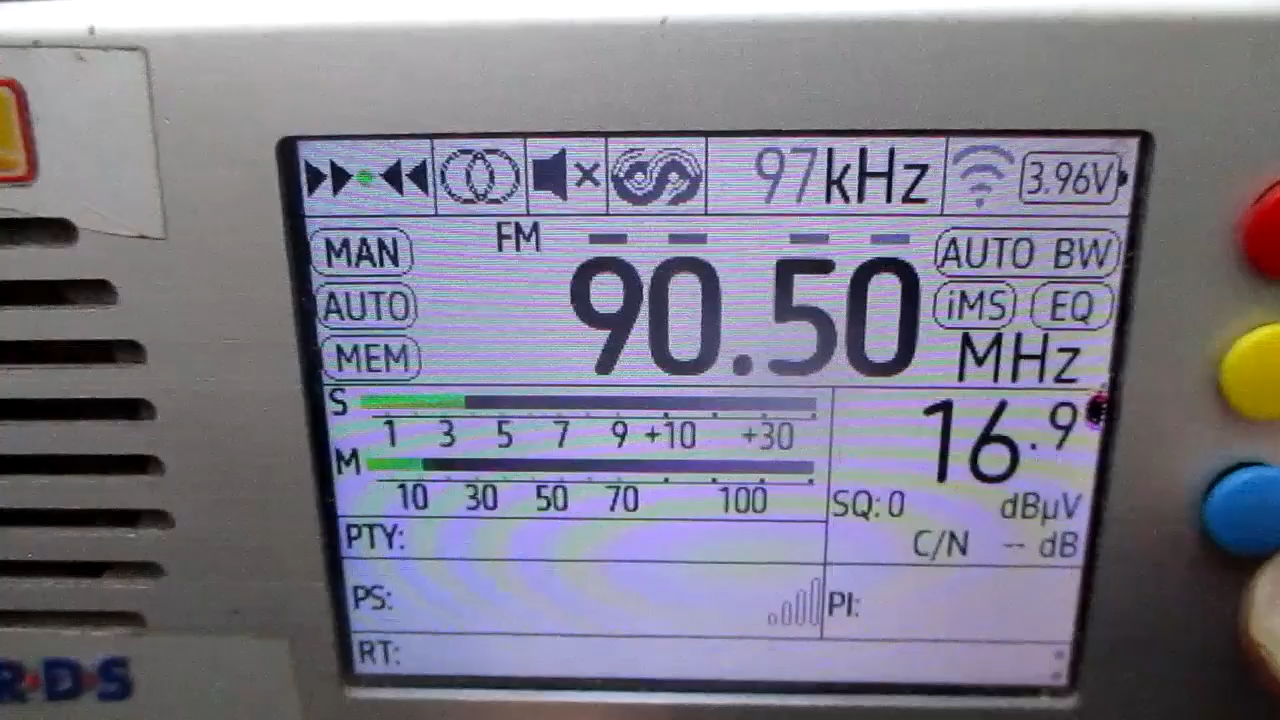 97kHz 3.96V
MAN FM AUTO BW
AUTO 90.50 iMS EQ
MEM MHz
S
1 3 5 7 9 +10 +30
M
10 30 50 70 100
16.9
SQ: 0 dBµV
C/N -- dB
PTY:
PS: PI:
RT:
R·D·S